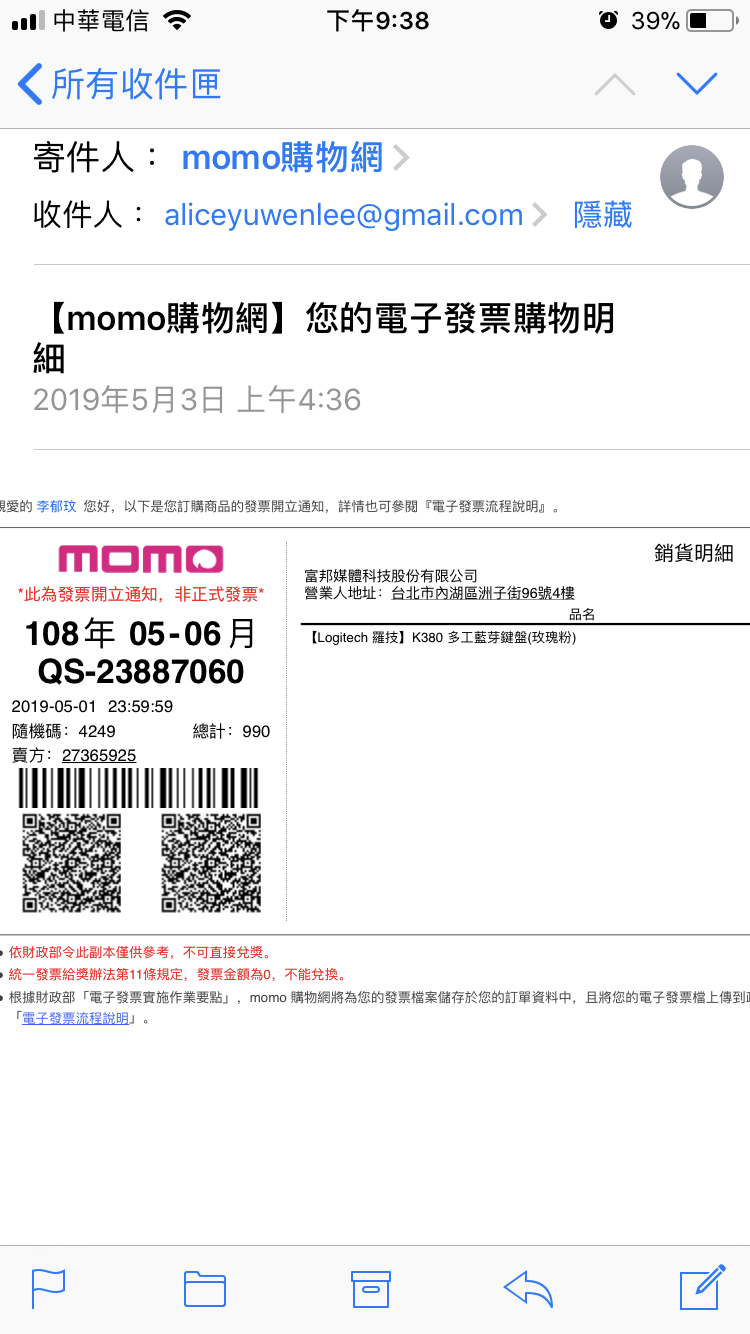 中華電信
下午9:38
39%
所有收件匣
寄件人： momo購物網
收件人： aliceyuwenlee@gmail.com 隱藏
【momo購物網】您的電子發票購物明
細
2019年5月3日 上午4:36
親愛的 李郁玟 您好，以下是您訂購商品的發票開立通知，詳情也可參閱『電子發票流程說明』。
momo
*此為發票開立通知，非正式發票*
108年 05-06月
QS-23887060
2019-05-01 23:59:59
隨機碼：4249 總計：990
賣方：27365925
銷貨明細
富邦媒體科技股份有限公司
營業人地址：台北市內湖區洲子街96號4樓
品名
【Logitech 羅技】K380 多工藍芽鍵盤(玫瑰粉)
• 依財政部令此副本僅供參考，不可直接兌獎。
• 統一發票給獎辦法第11條規定，發票金額為0，不能兌換。
• 根據財政部「電子發票實施作業要點」，momo 購物網將為您的發票檔案儲存於您的訂單資料中，且將您的電子發票檔上傳到
「電子發票流程說明」。